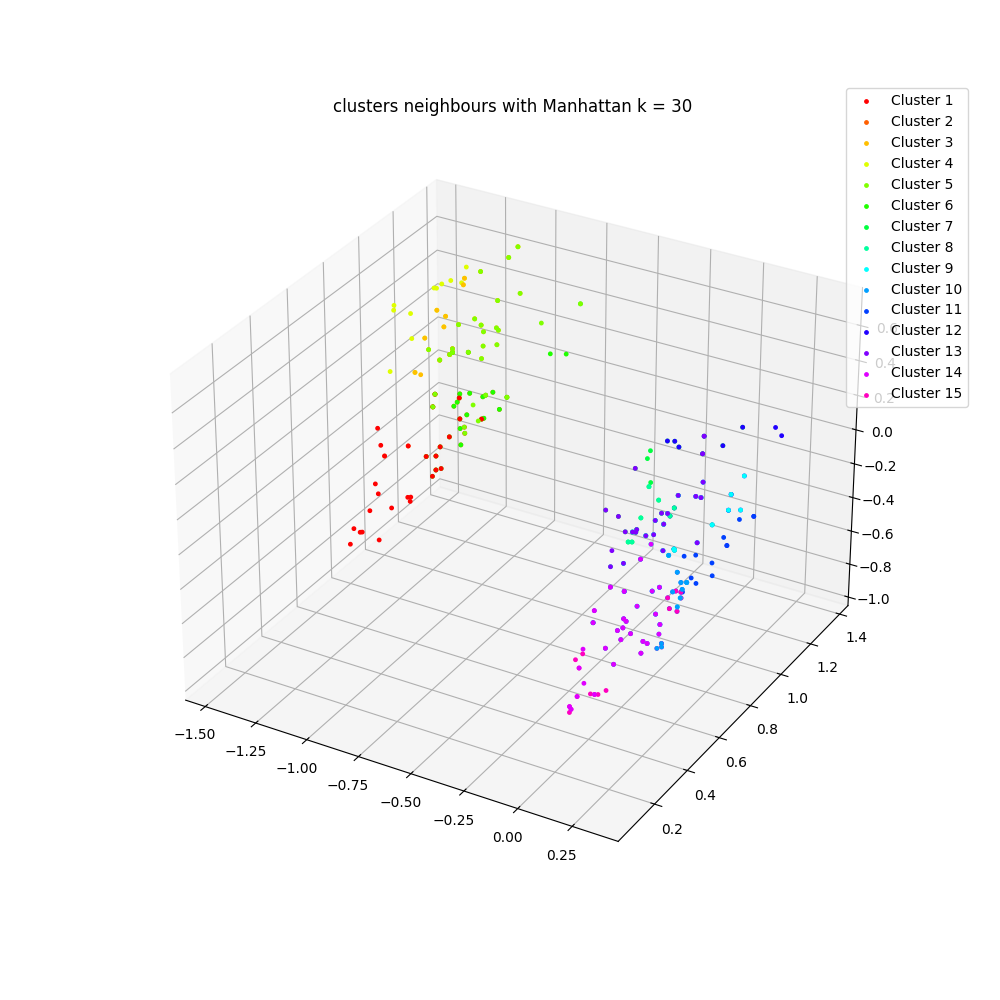 clusters neighbours with Manhattan k = 30
Cluster 1
Cluster 2
Cluster 3
Cluster 4
Cluster 5
Cluster 6
Cluster 7
Cluster 8
Cluster 9
Cluster 10
Cluster 11
Cluster 12
Cluster 13
Cluster 14
Cluster 15
0.6
0.4
0.2
0.0
−0.2
−0.4
−0.6
−0.8
−1.0
1.4
1.2
1.0
0.8
0.6
0.4
0.2
−1.50
−1.25
−1.00
−0.75
−0.50
−0.25
0.00
0.25